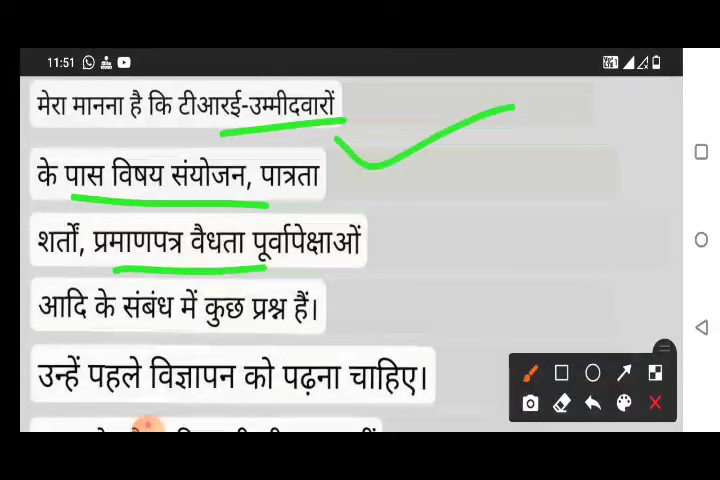 11:51
मेरा मानना है कि टीआरई-उम्मीदवारों
के पास विषय संयोजन, पात्रता
शर्तों, प्रमाणपत्र वैधता पूर्वापेक्षाओं
आदि के संबंध में कुछ प्रश्न हैं।
उन्हें पहले विज्ञापन को पढ़ना चाहिए।